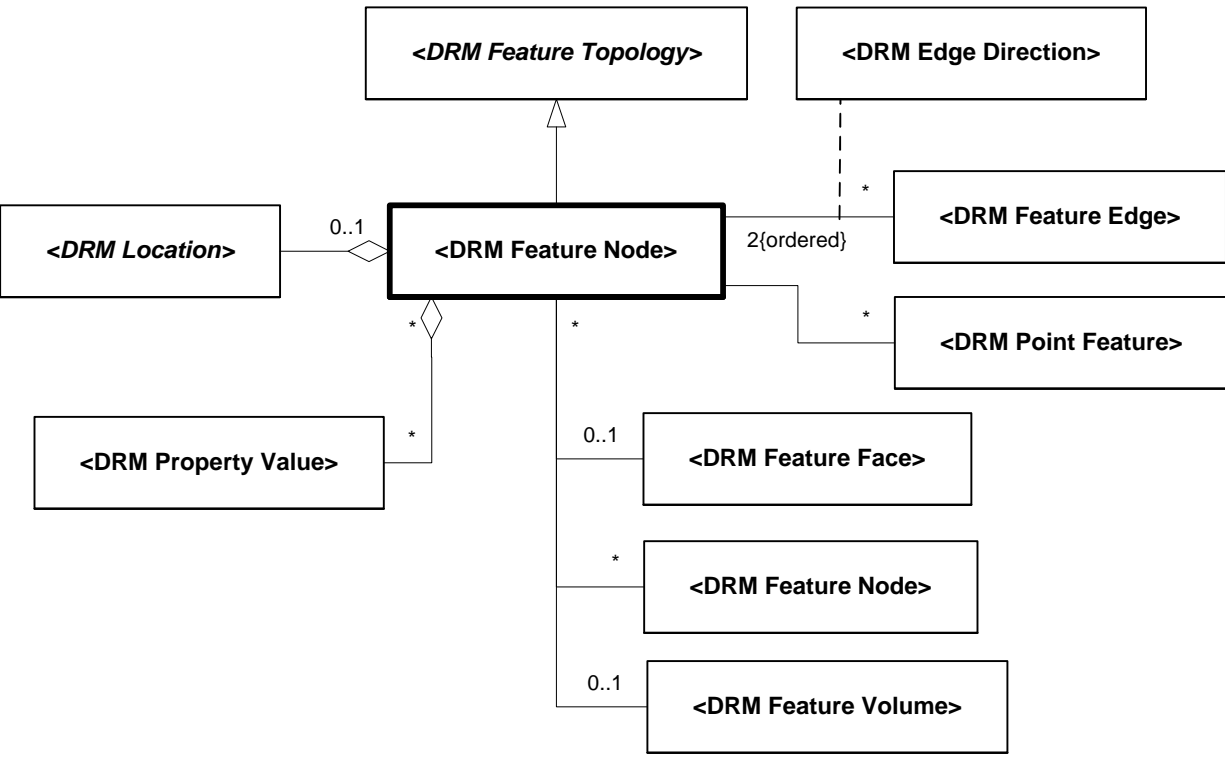 <DRM Feature Topology>
<DRM Edge Direction>
*
<DRM Feature Edge>
0..1
<DRM Location>
<DRM Feature Node>
2{ordered}
*
*
*
<DRM Point Feature>
*
0..1
<DRM Property Value>
<DRM Feature Face>
*
<DRM Feature Node>
0..1
<DRM Feature Volume>